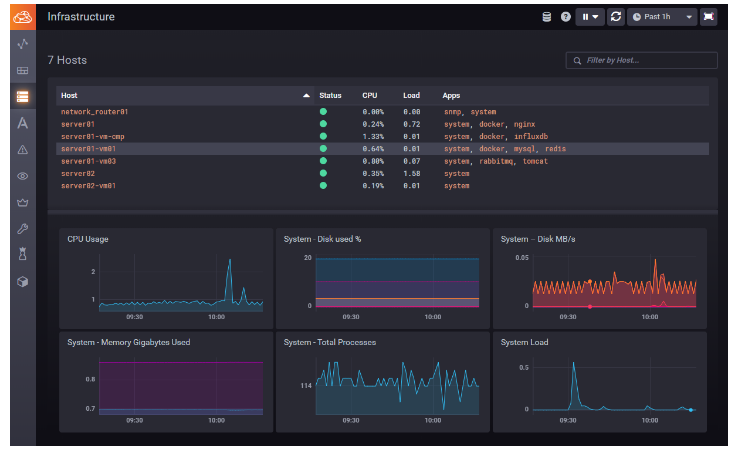 Infrastructure
Past 1h
7 Hosts
Filter by Host...
Host Status CPU Load Apps
network_router01 0.00% 0.00 snmp, system
server01 0.24% 0.72 system, docker, nginx
server01-vm-cmp 1.33% 0.01 system, docker, influxdb
server01-vm01 0.64% 0.01 system, docker, mysql, redis
server01-vm03 0.80% 0.07 system, rabbitmq, tomcat
server02 0.35% 1.58 system
server02-vm01 0.19% 0.01 system
CPU Usage
2
1
09:30 10:00
System - Disk used %
20
0
09:30 10:00
System – Disk MB/s
0.05
0
09:30 10:00
System - Memory Gigabytes Used
0.8
0.7
09:30 10:00
System - Total Processes
114
09:30 10:00
System Load
0.5
0
09:30 10:00